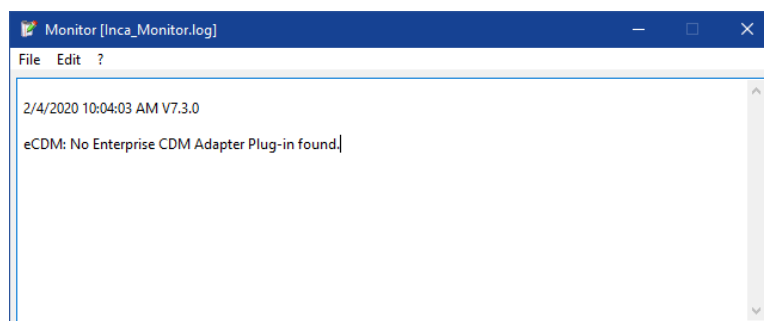 Monitor [Inca_Monitor.log]
File Edit ?
2/4/2020 10:04:03 AM V7.3.0
eCDM: No Enterprise CDM Adapter Plug-in found.